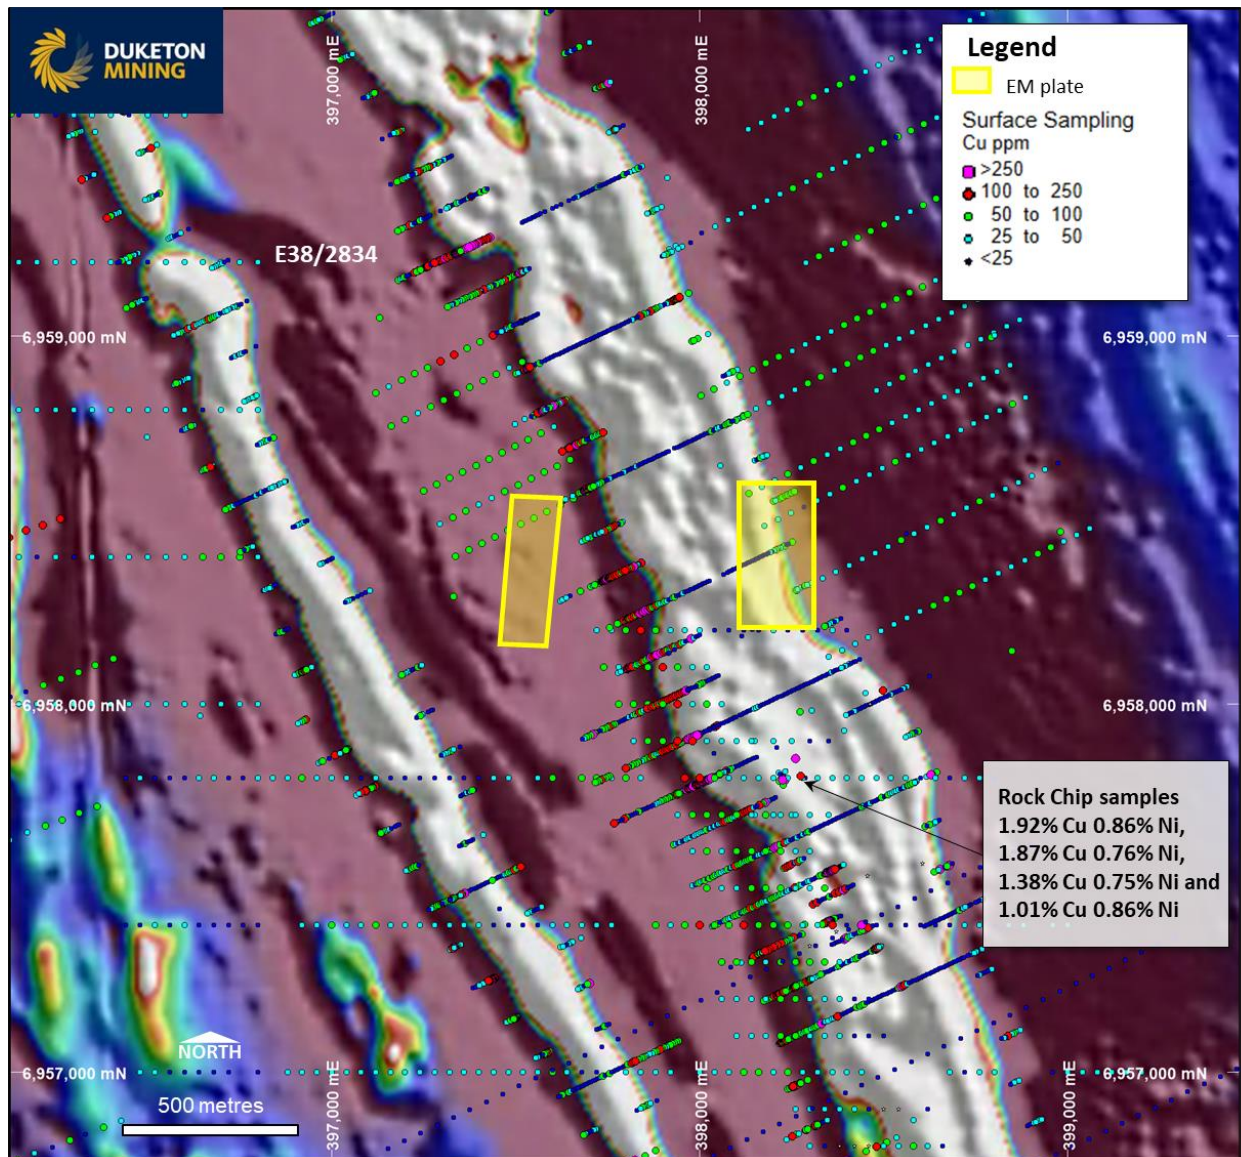 DUKETON
MINING
397,000 mE
398,000 mE
Legend
EM plate
Surface Sampling
Cu ppm
>250
100 to 250
50 to 100
25 to 50
<25
E38/2834
6,959,000 mN
6,959,000 mN
6,958,000 mN
6,958,000 mN
Rock Chip samples
1.92% Cu 0.86% Ni,
1.87% Cu 0.76% Ni,
1.38% Cu 0.75% Ni and
1.01% Cu 0.86% Ni
NORTH
6,957,000 mN
6,957,000 mN
500 metres
397,000 mE
398,000 mE
399,000 mE